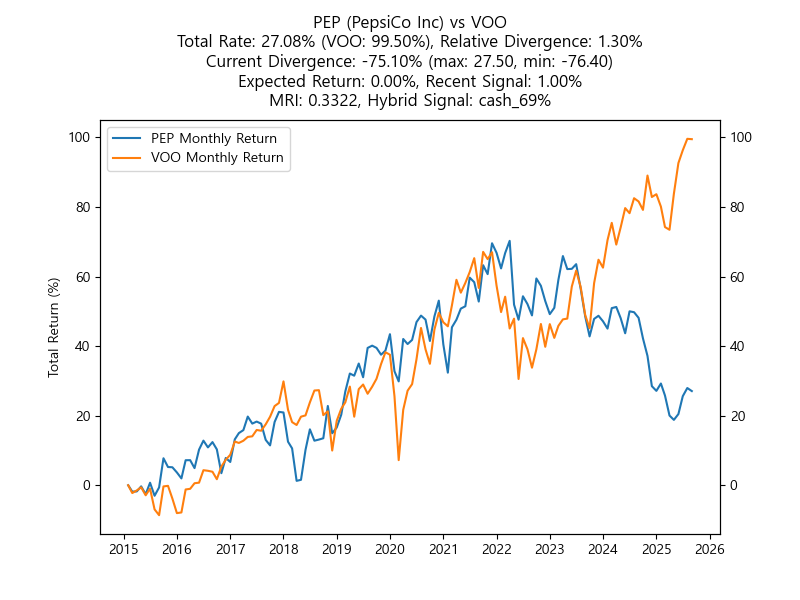 PEP (PepsiCo Inc) vs VOO
Total Rate: 27.08% (VOO: 99.50%), Relative Divergence: 1.30%
Current Divergence: -75.10% (max: 27.50, min: -76.40)
Expected Return: 0.00%, Recent Signal: 1.00%
MRI: 0.3322, Hybrid Signal: cash_69%
PEP Monthly Return
VOO Monthly Return
Total Return (%)
100
80
60
40
20
0
100
80
60
40
20
0
2015 2016 2017 2018 2019 2020 2021 2022 2023 2024 2025 2026